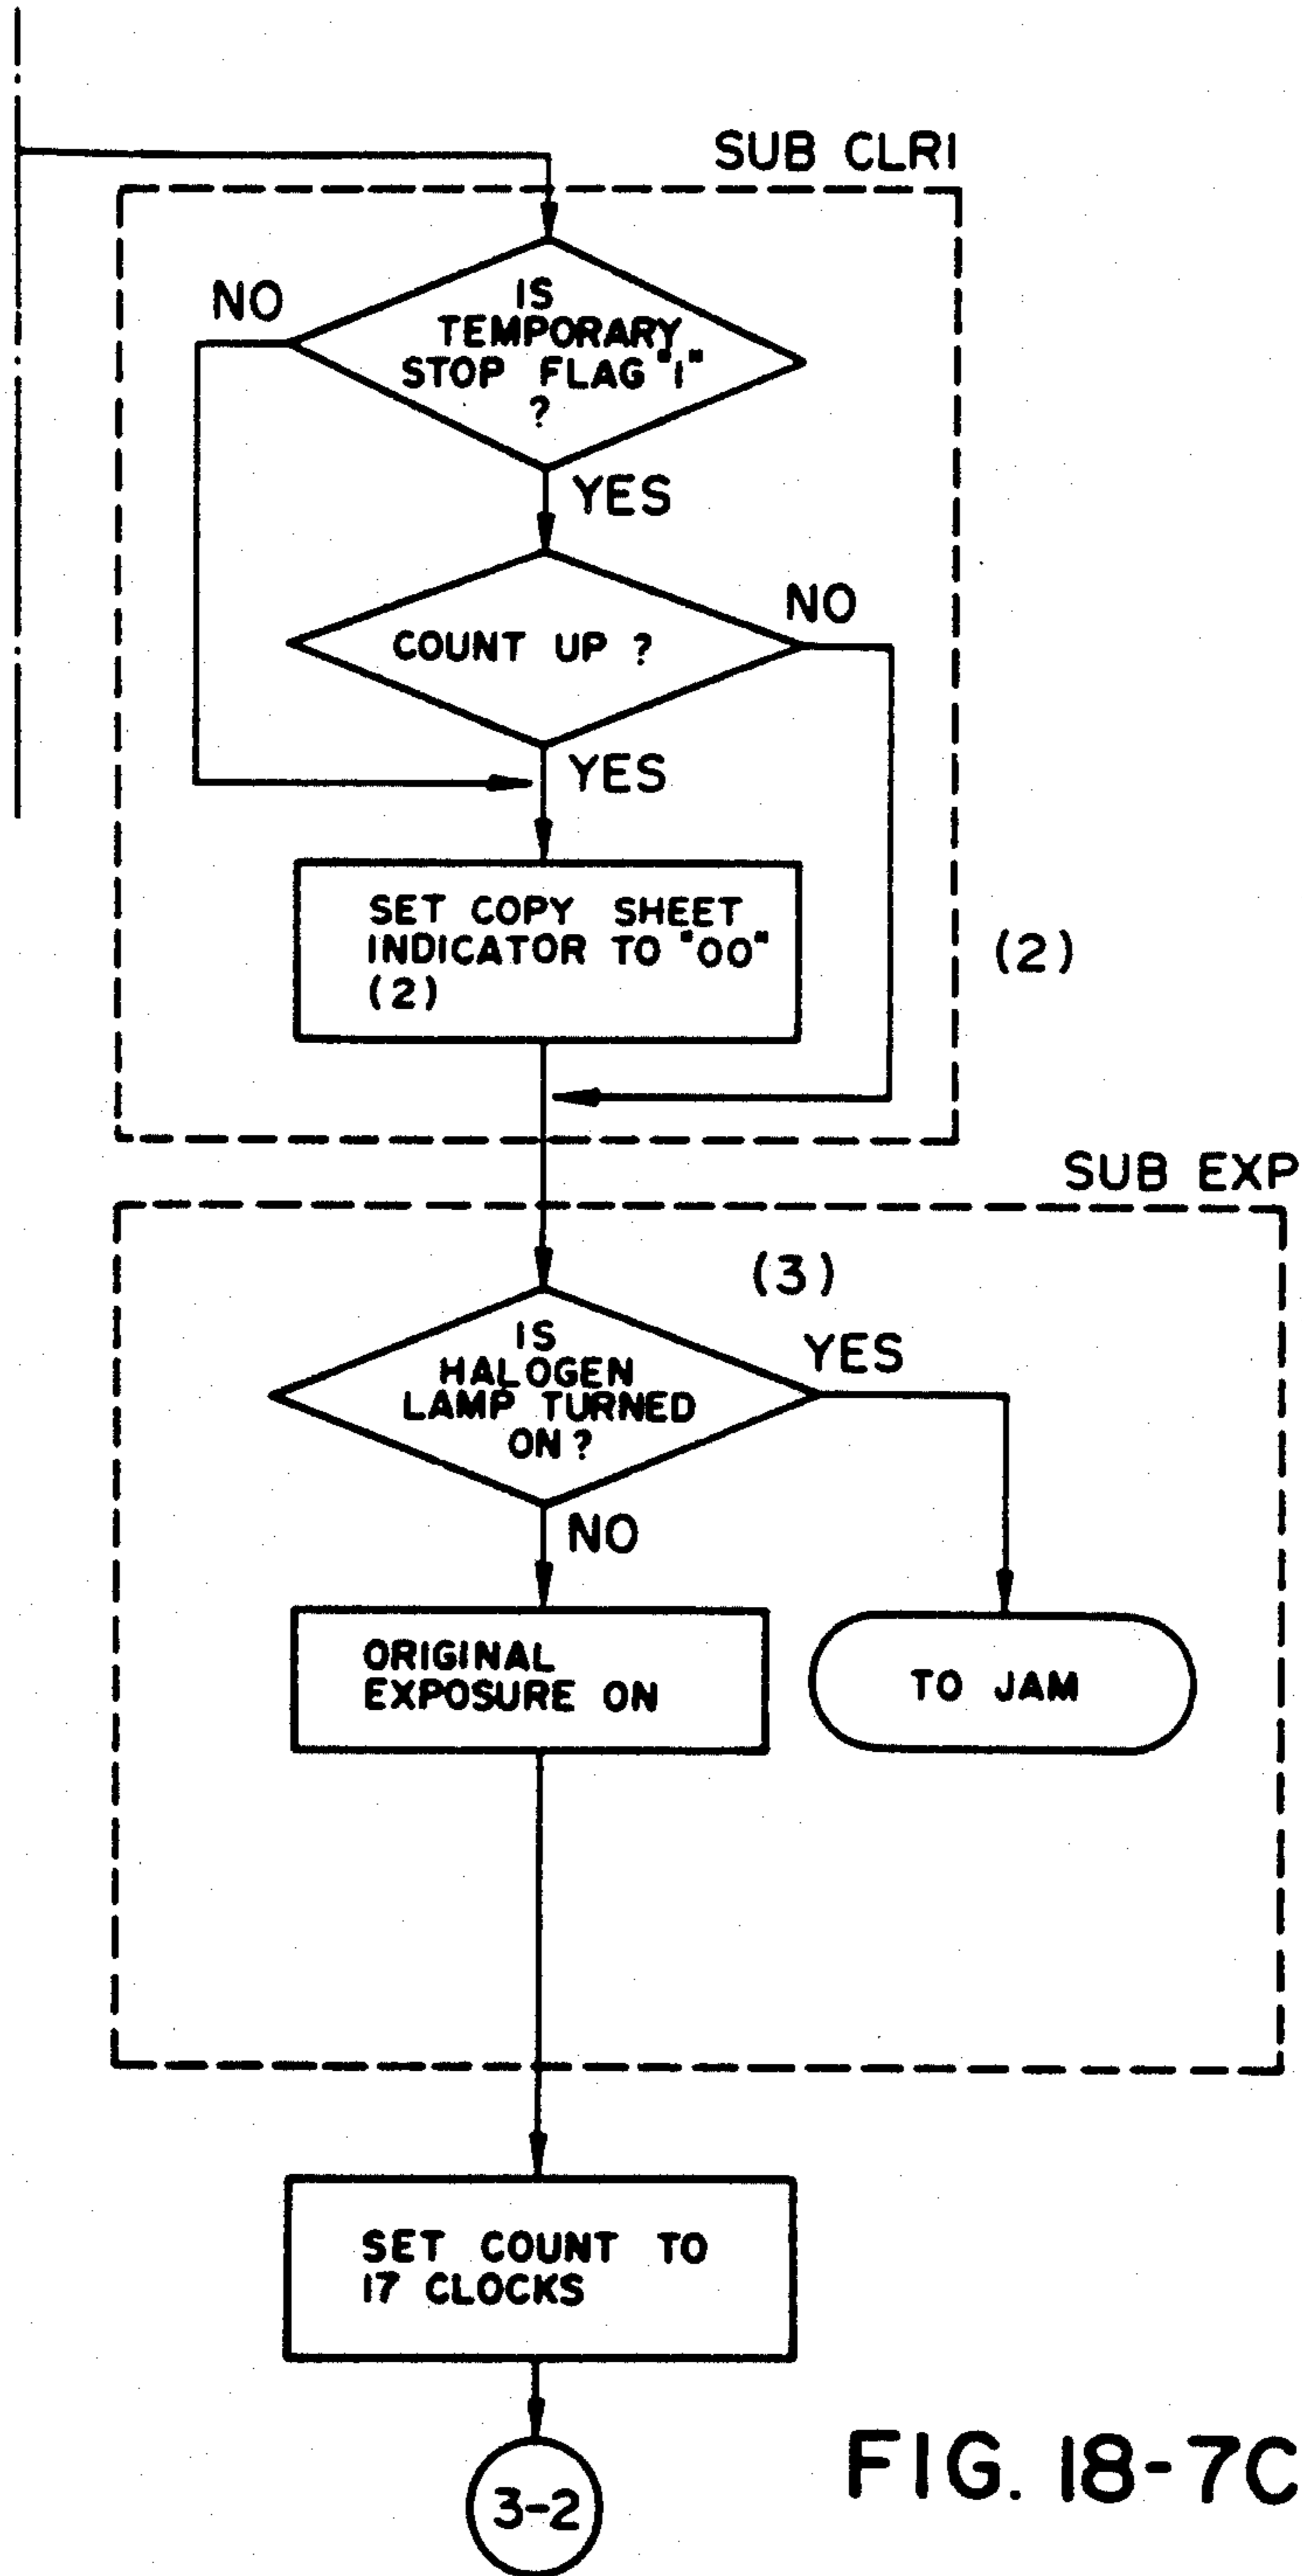 SUB CLR1
NO
IS
TEMPORARY
STOP FLAG "1"
?
YES
NO
COUNT UP ?
YES
SET COPY SHEET
INDICATOR TO "00"
(2)
(2)
SUB EXP
(3)
IS
HALOGEN
LAMP TURNED
ON ?
YES
NO
ORIGINAL
EXPOSURE ON
TO JAM
SET COUNT TO
17 CLOCKS
3-2
FIG. 18-7C